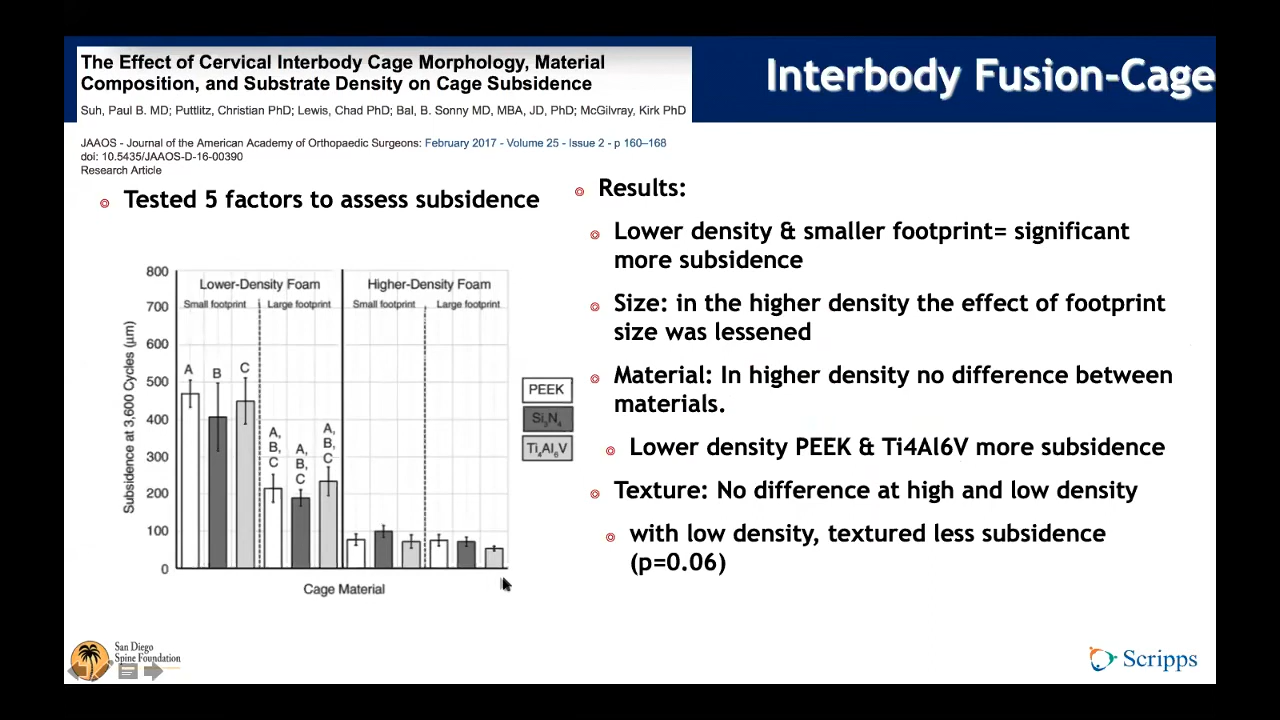 The Effect of Cervical Interbody Cage Morphology, Material
Composition, and Substrate Density on Cage Subsidence
Suh, Paul B. MD; Puttlitz, Christian PhD; Lewis, Chad PhD; Bal, B. Sonny MD, MBA, JD, PhD; McGilvray, Kirk PhD
Interbody Fusion-Cage
JAAOS - Journal of the American Academy of Orthopaedic Surgeons: February 2017 - Volume 25 - Issue 2 - p 160–168
doi: 10.5435/JAAOS-D-16-00390
Research Article
Tested 5 factors to assess subsidence
Subsidence at 3,600 Cycles (µm)
800
700
600
500
400
300
200
100
0
Lower-Density Foam
Higher-Density Foam
Small footprint
Large footprint
Small footprint
Large footprint
A
B
C
A,
B,
C
A,
B,
C
A,
B,
C
Cage Material
PEEK
Si3N4
Ti4Al6V
Results:
Lower density & smaller footprint= significant
more subsidence
Size: in the higher density the effect of footprint
size was lessened
Material: In higher density no difference between
materials.
Lower density PEEK & Ti4Al6V more subsidence
Texture: No difference at high and low density
with low density, textured less subsidence
(p=0.06)
San Diego
Spine Foundation
Scripps